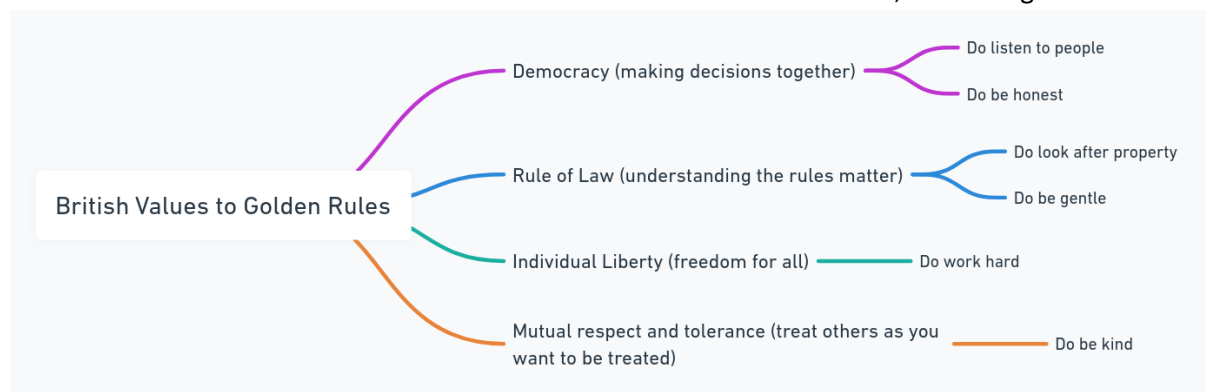 Do listen to people
Democracy (making decisions together)
Do be honest
Do look after property
Rule of Law (understanding the rules matter)
Do be gentle
British Values to Golden Rules
Individual Liberty (freedom for all)
Do work hard
Mutual respect and tolerance (treat others as you
want to be treated)
Do be kind